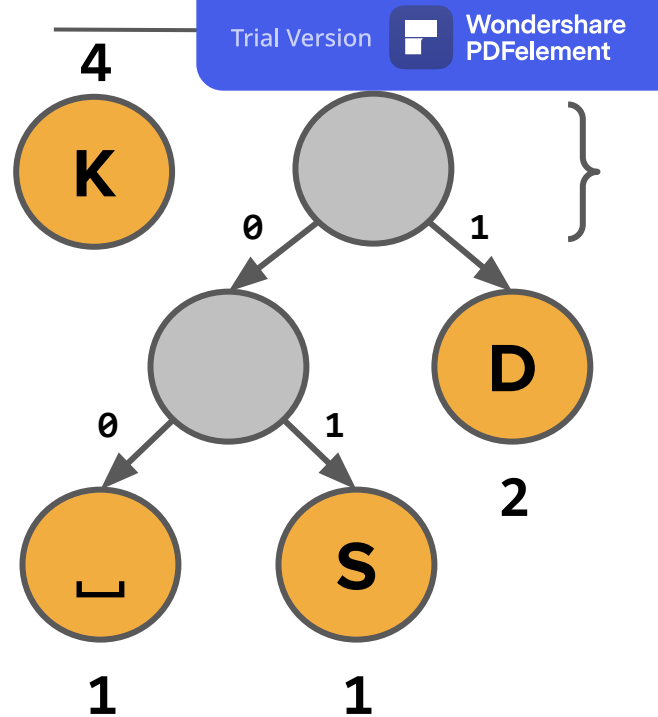 Trial Version
Wondershare
PDFelement
4
K
0 1
D
0 1
2
␣ S
1 1